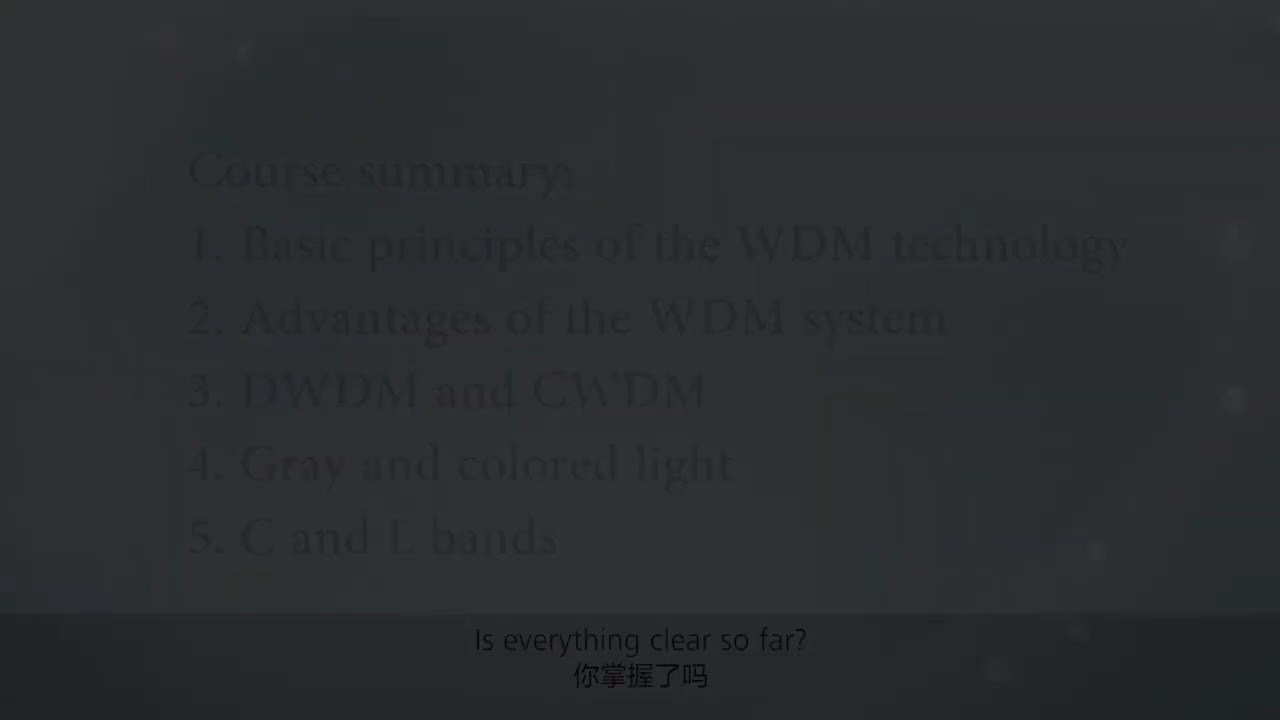 Course summary:
1. Basic principles of the WDM technology
2. Advantages of the WDM system
3. DWDM and CWDM
4. Gray and colored light
5. C and L bands
Is everything clear so far?
你掌握了吗